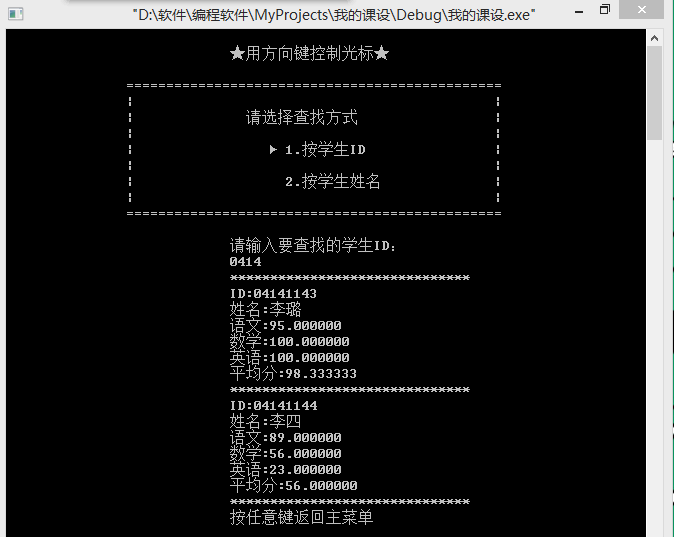 "D:\软件\编程软件\MyProjects\我的课设\Debug\我的课设.exe"
★用方向键控制光标★
===============================================
请选择查找方式
▶ 1.按学生ID
2.按学生姓名
===============================================
请输入要查找的学生ID:
0414
******************************
ID:04141143
姓名:李璐
语文:95.000000
数学:100.000000
英语:100.000000
平均分:98.333333
******************************
ID:04141144
姓名:李四
语文:89.000000
数学:56.000000
英语:23.000000
平均分:56.000000
******************************
按任意键返回主菜单